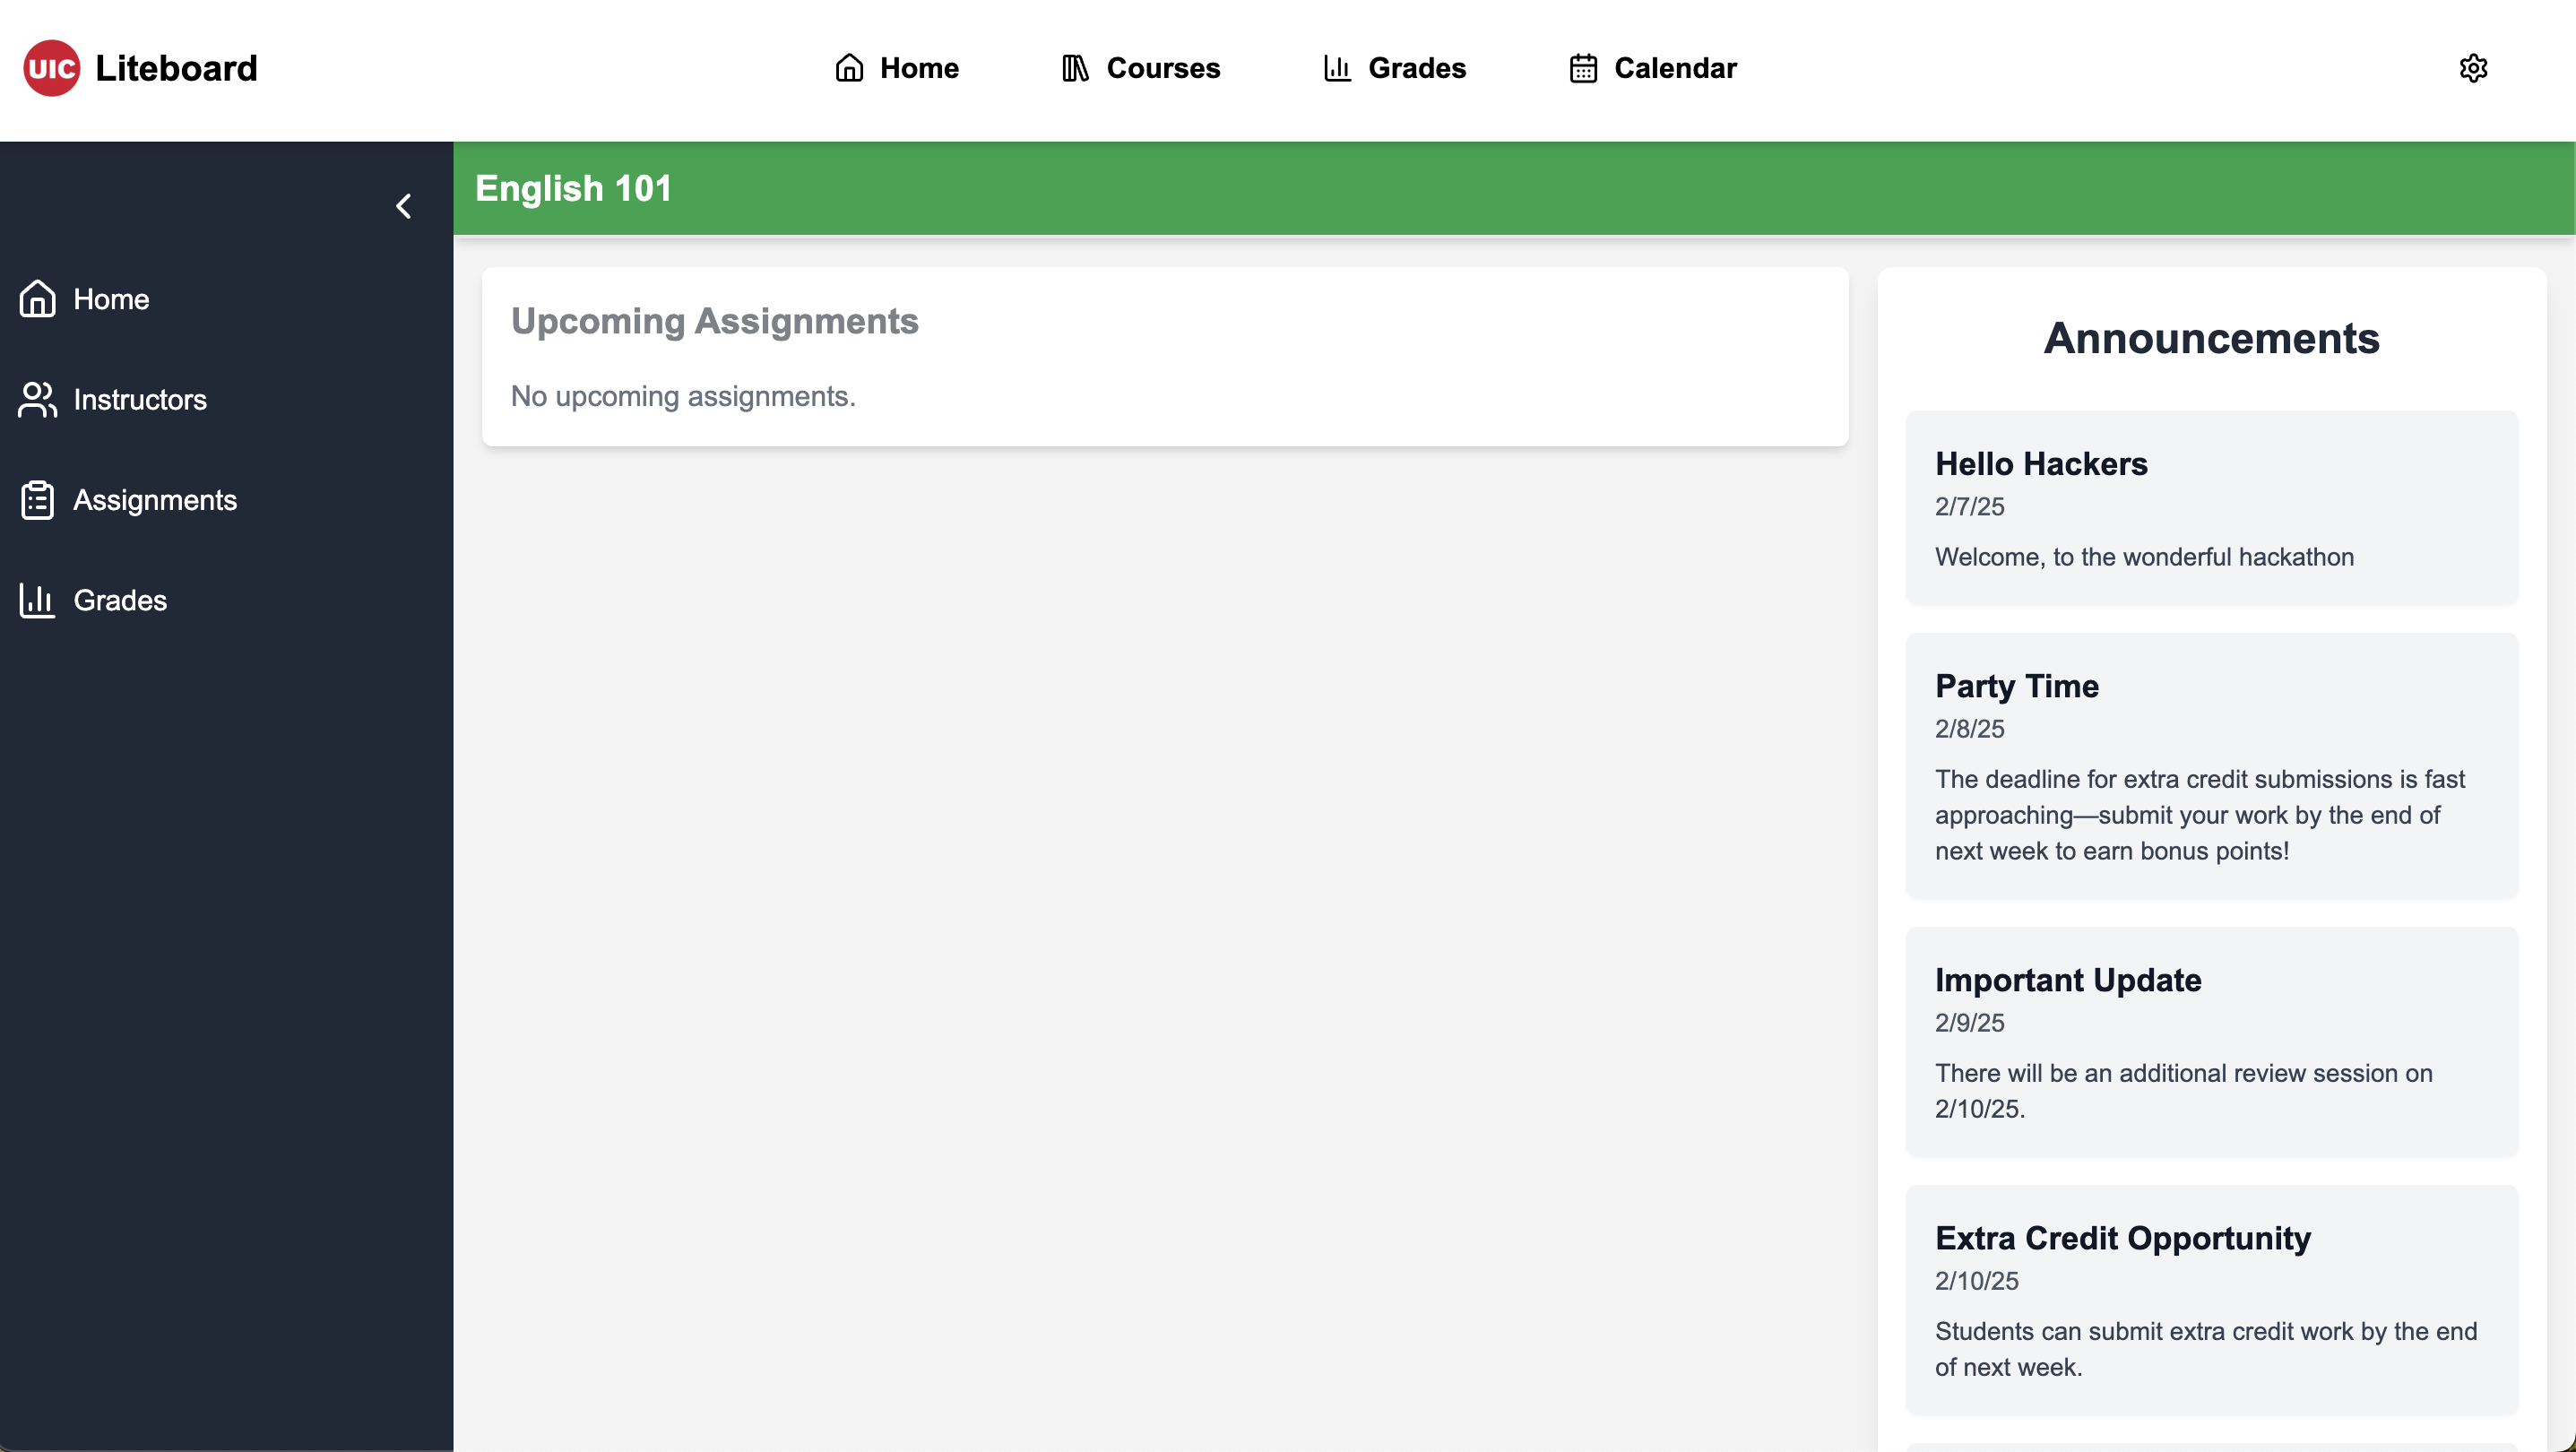 UIC Liteboard
Home Courses Grades Calendar
Home
Instructors
Assignments
Grades
English 101
Upcoming Assignments
No upcoming assignments.
Announcements
Hello Hackers
2/7/25
Welcome, to the wonderful hackathon
Party Time
2/8/25
The deadline for extra credit submissions is fast
approaching—submit your work by the end of
next week to earn bonus points!
Important Update
2/9/25
There will be an additional review session on
2/10/25.
Extra Credit Opportunity
2/10/25
Students can submit extra credit work by the end
of next week.